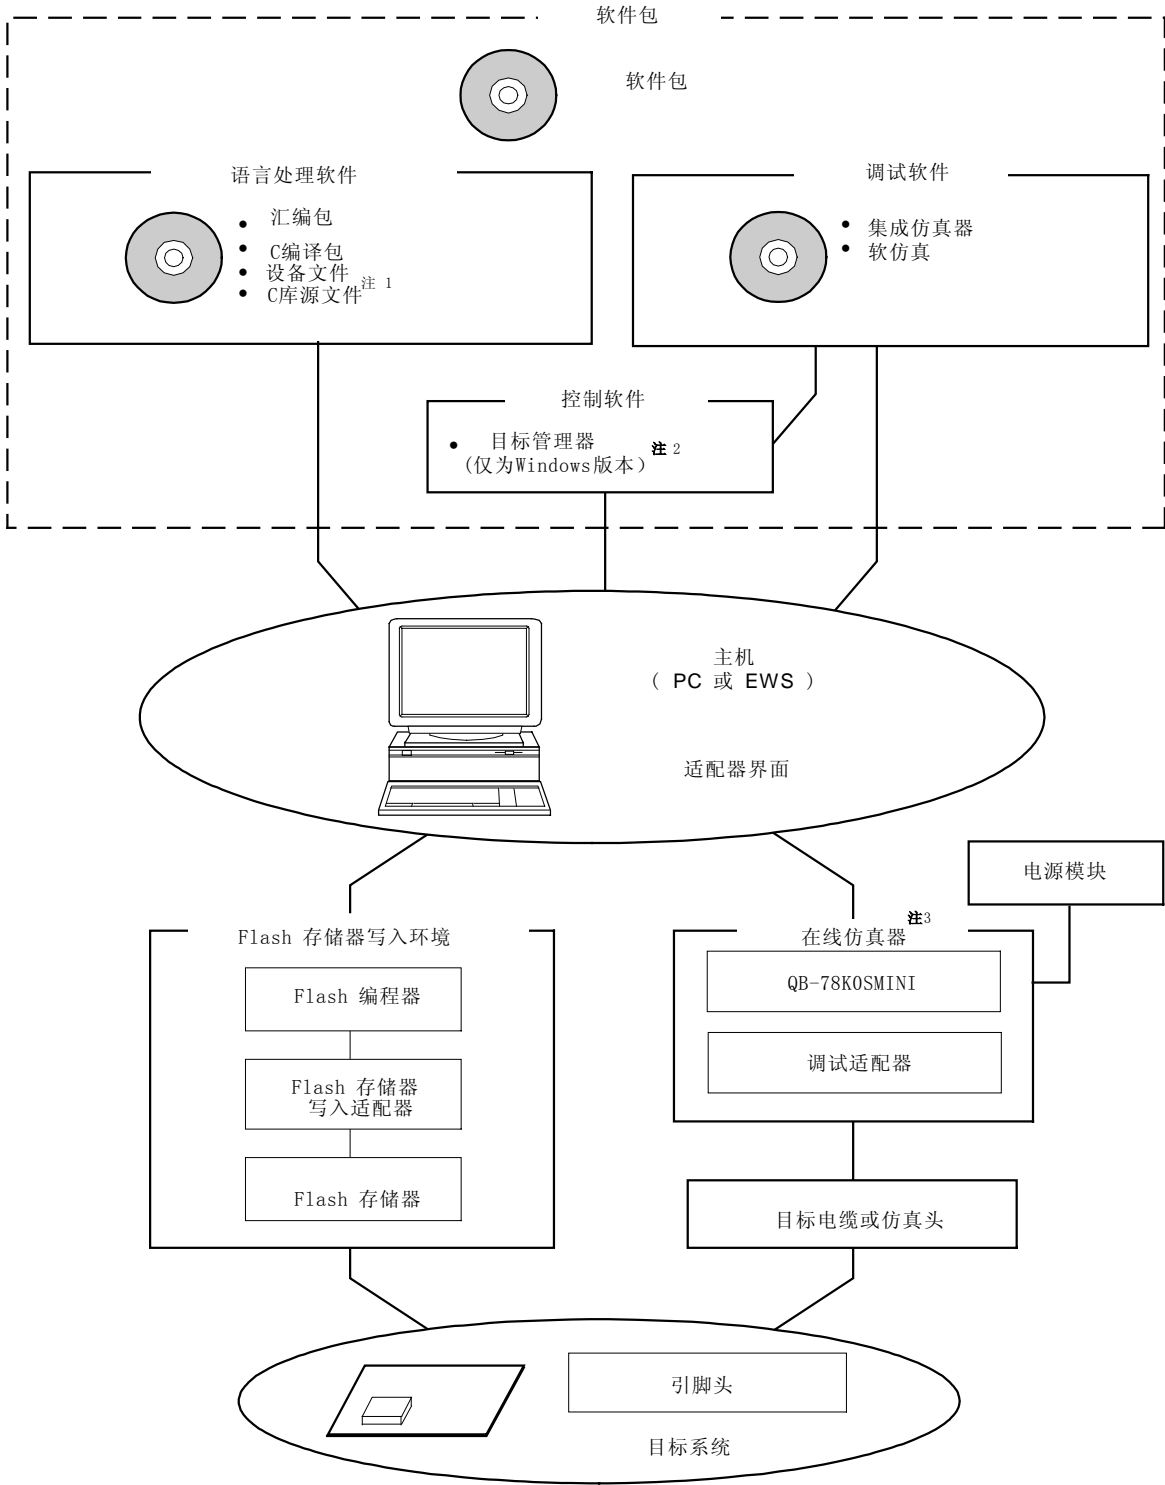 软件包
软件包
语言处理软件
• 汇编包
• C编译包
• 设备文件
• C库源文件注 1
调试软件
• 集成仿真器
• 软仿真
控制软件
• 目标管理器
(仅为Windows版本) 注 2
主机
( PC 或 EWS )
适配器界面
电源模块
Flash 存储器写入环境
Flash 编程器
Flash 存储器
写入适配器
Flash 存储器
注3
在线仿真器
QB-78K0SMINI
调试适配器
目标电缆或仿真头
引脚头
目标系统